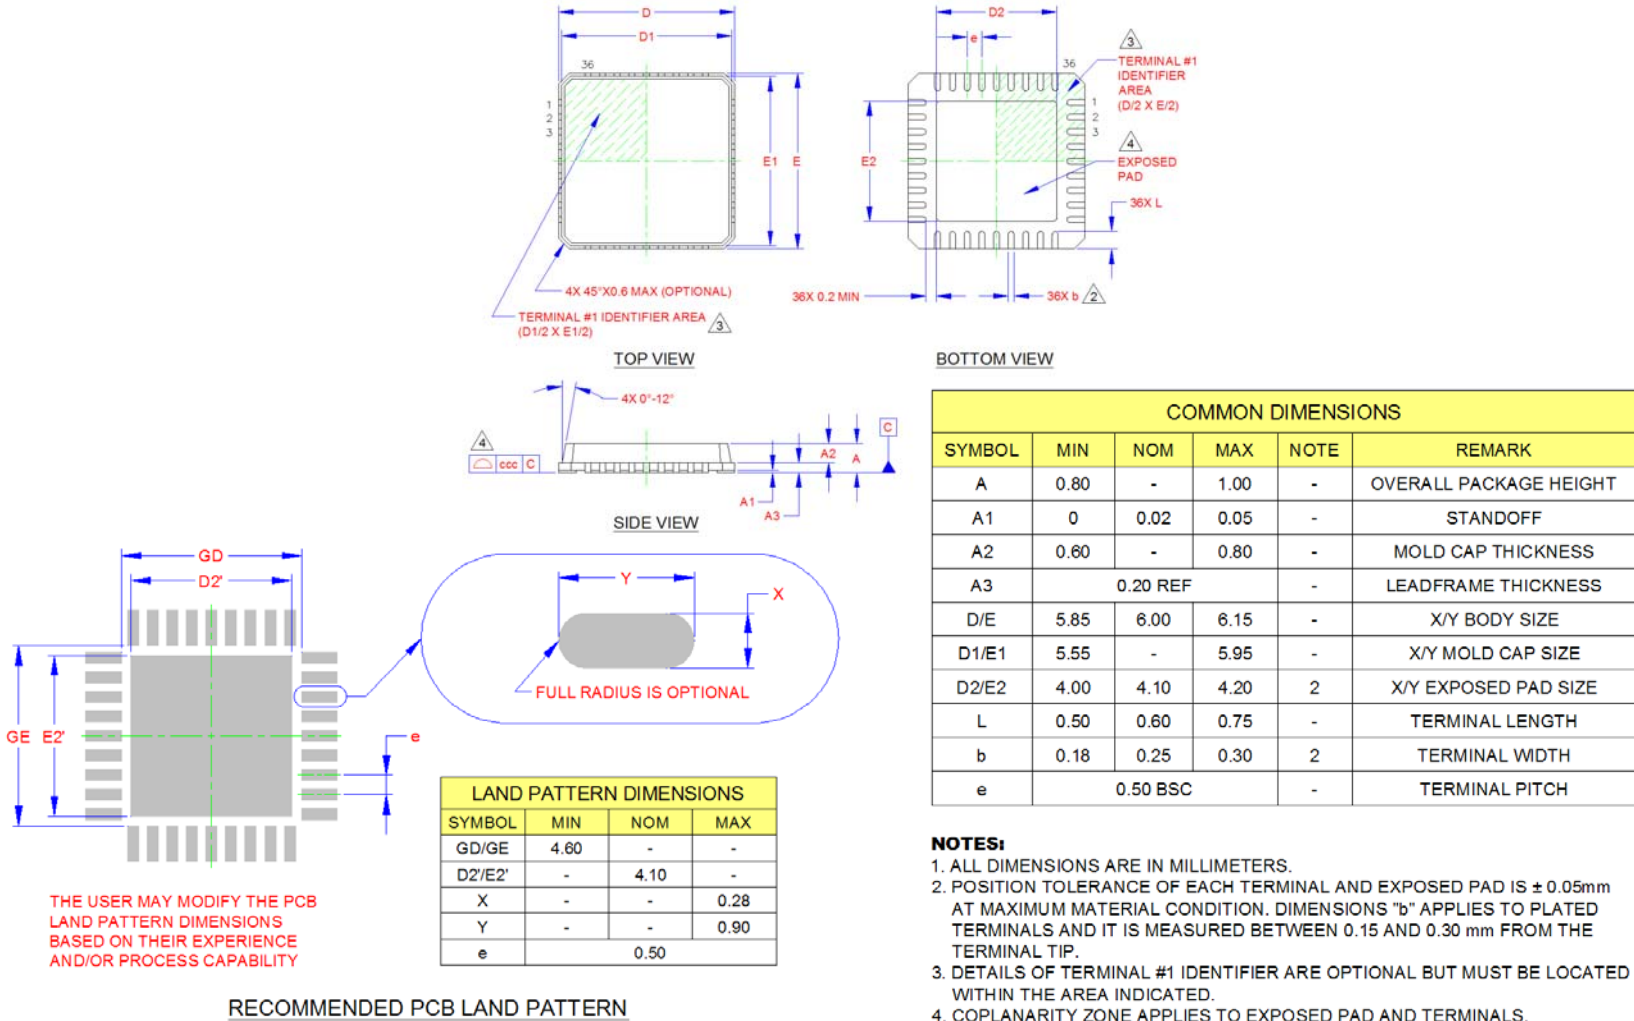 D
D1
36
1
2
3
E1
E
4X 45°X0.6 MAX (OPTIONAL)
TERMINAL #1 IDENTIFIER AREA
(D1/2 X E1/2)
3
TOP VIEW
D2
e
36
3
TERMINAL #1
IDENTIFIER
AREA
(D/2 X E/2)
1
2
3
E2
4
EXPOSED
PAD
36X L
36X 0.2 MIN
36X b
2
BOTTOM VIEW
4X 0°-12°
4
ccc C
A2
A
C
A1
A3
SIDE VIEW
GD
D2'
GE
E2'
e
Y
X
FULL RADIUS IS OPTIONAL
THE USER MAY MODIFY THE PCB
LAND PATTERN DIMENSIONS
BASED ON THEIR EXPERIENCE
AND/OR PROCESS CAPABILITY
LAND PATTERN DIMENSIONS
SYMBOL MIN NOM MAX
GD/GE 4.60 - -
D2'/E2' - 4.10 -
X - - 0.28
Y - - 0.90
e 0.50
RECOMMENDED PCB LAND PATTERN
COMMON DIMENSIONS
SYMBOL MIN NOM MAX NOTE REMARK
A 0.80 - 1.00 - OVERALL PACKAGE HEIGHT
A1 0 0.02 0.05 - STANDOFF
A2 0.60 - 0.80 - MOLD CAP THICKNESS
A3 0.20 REF - LEADFRAME THICKNESS
D/E 5.85 6.00 6.15 - X/Y BODY SIZE
D1/E1 5.55 - 5.95 - X/Y MOLD CAP SIZE
D2/E2 4.00 4.10 4.20 2 X/Y EXPOSED PAD SIZE
L 0.50 0.60 0.75 - TERMINAL LENGTH
b 0.18 0.25 0.30 2 TERMINAL WIDTH
e 0.50 BSC - TERMINAL PITCH
NOTES:
1. ALL DIMENSIONS ARE IN MILLIMETERS.
2. POSITION TOLERANCE OF EACH TERMINAL AND EXPOSED PAD IS ± 0.05mm
AT MAXIMUM MATERIAL CONDITION. DIMENSIONS "b" APPLIES TO PLATED
TERMINALS AND IT IS MEASURED BETWEEN 0.15 AND 0.30 mm FROM THE
TERMINAL TIP.
3. DETAILS OF TERMINAL #1 IDENTIFIER ARE OPTIONAL BUT MUST BE LOCATED
WITHIN THE AREA INDICATED.
4. COPLANARITY ZONE APPLIES TO EXPOSED PAD AND TERMINALS.